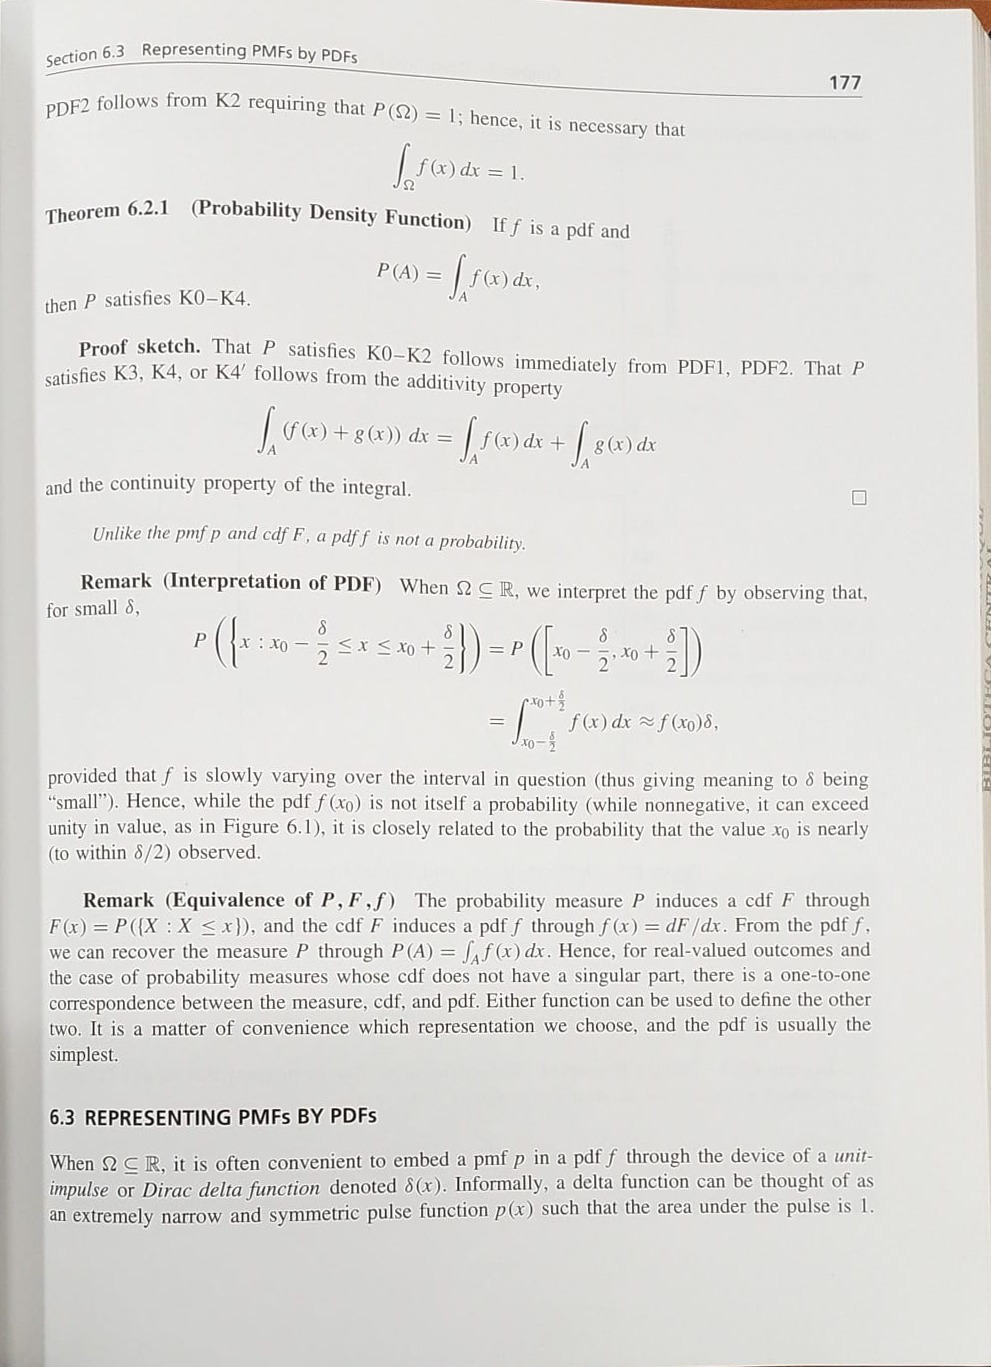 Section 6.3 Representing PMFs by PDFs
177
PDF2 follows from K2 requiring that P(Ω) = 1; hence, it is necessary that
∫_Ω f(x) dx = 1.
Theorem 6.2.1 (Probability Density Function) If f is a pdf and
P(A) = ∫_A f(x) dx,
then P satisfies K0–K4.
Proof sketch. That P satisfies K0–K2 follows immediately from PDF1, PDF2. That P
satisfies K3, K4, or K4′ follows from the additivity property
∫_A (f(x) + g(x)) dx = ∫_A f(x) dx + ∫_A g(x) dx
and the continuity property of the integral.
□
Unlike the pmf p and cdf F, a pdf f is not a probability.
Remark (Interpretation of PDF) When Ω ⊆ ℝ, we interpret the pdf f by observing that,
for small δ,
P({x : x₀ − δ/2 ≤ x ≤ x₀ + δ/2}) = P([x₀ − δ/2, x₀ + δ/2])
= ∫_{x₀−δ/2}^{x₀+δ/2} f(x) dx ≈ f(x₀)δ,
provided that f is slowly varying over the interval in question (thus giving meaning to δ being
“small”). Hence, while the pdf f(x₀) is not itself a probability (while nonnegative, it can exceed
unity in value, as in Figure 6.1), it is closely related to the probability that the value x₀ is nearly
(to within δ/2) observed.
Remark (Equivalence of P, F, f) The probability measure P induces a cdf F through
F(x) = P({X : X ≤ x}), and the cdf F induces a pdf f through f(x) = dF/dx. From the pdf f,
we can recover the measure P through P(A) = ∫_A f(x) dx. Hence, for real-valued outcomes and
the case of probability measures whose cdf does not have a singular part, there is a one-to-one
correspondence between the measure, cdf, and pdf. Either function can be used to define the other
two. It is a matter of convenience which representation we choose, and the pdf is usually the
simplest.
6.3 REPRESENTING PMFs BY PDFs
When Ω ⊆ ℝ, it is often convenient to embed a pmf p in a pdf f through the device of a unit-
impulse or Dirac delta function denoted δ(x). Informally, a delta function can be thought of as
an extremely narrow and symmetric pulse function p(x) such that the area under the pulse is 1.
BIBLIOTECA CENTRAL